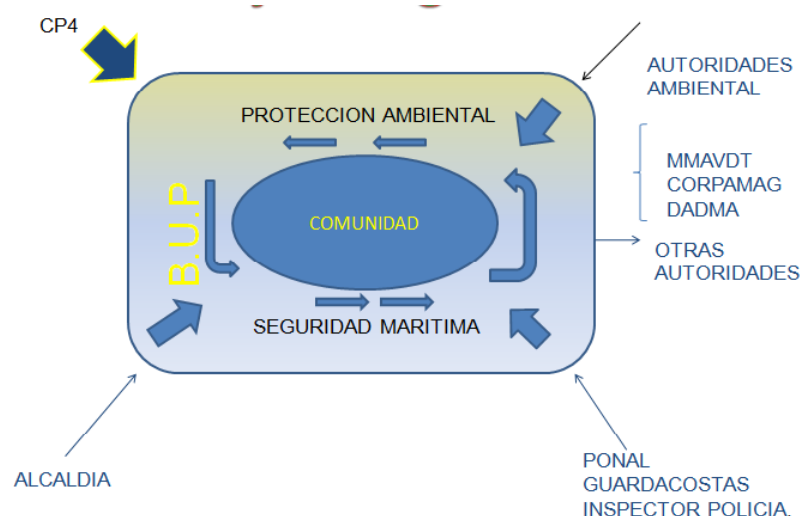 CP4
AUTORIDADES
AMBIENTAL
PROTECCION AMBIENTAL
MMAVDT
CORPAMAG
DADMA
B.U.P
COMUNIDAD
OTRAS
AUTORIDADES
SEGURIDAD MARITIMA
ALCALDIA
PONAL
GUARDACOSTAS
INSPECTOR POLICIA.